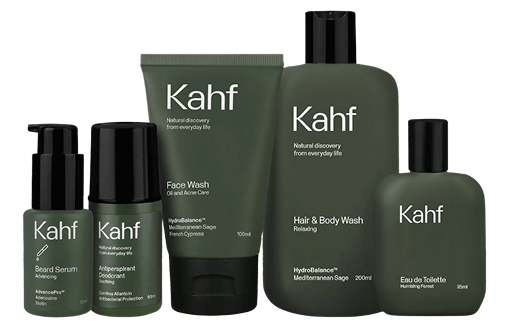 Kahf
Beard Serum
Advancing
AdvancePro™
Adenosine
Biotin
Kahf
Natural discovery
from everyday life
Antiperspirant
Deodorant
Soothing
Comfrey Allantoin
Antibacterial Protection
Kahf
Natural discovery
from everyday life
Face Wash
Oil and Acne Care
HydroBalance™
Mediterranean Sage
French Cypress 100ml
Kahf
Natural discovery
from everyday life
Hair & Body Wash
Relaxing
HydroBalance™
Mediterranean Sage 200ml
Kahf
Eau de Toilette
Humbling Forest 35ml